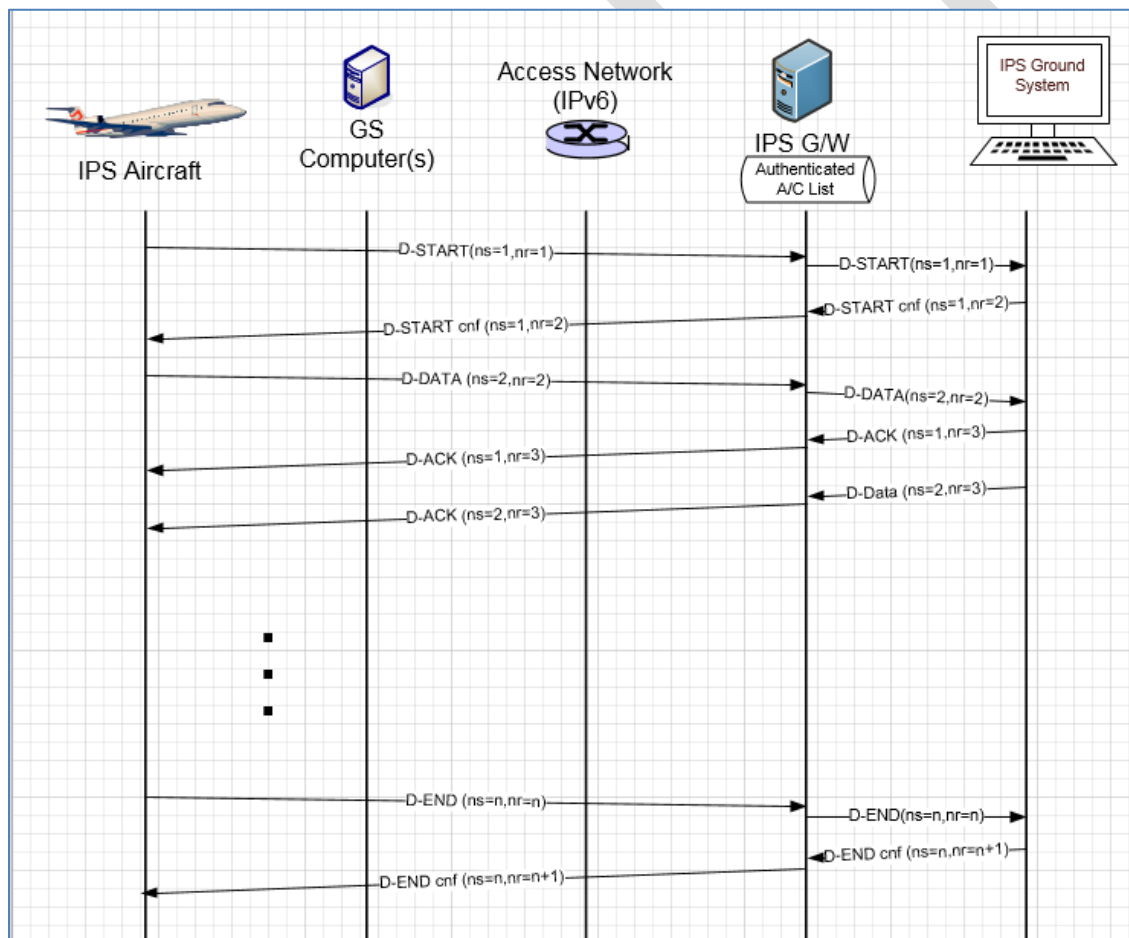 IPS Aircraft
GS
Computer(s)
Access Network
(IPv6)
IPS G/W
Authenticated
A/C List
IPS Ground
System
D-START(ns=1,nr=1)
D-START(ns=1,nr=1)
D-START cnf (ns=1,nr=2)
D-START cnf (ns=1,nr=2)
D-DATA (ns=2,nr=2)
D-DATA(ns=2,nr=2)
D-ACK (ns=1,nr=3)
D-ACK (ns=1,nr=3)
D-Data (ns=2,nr=3)
D-ACK (ns=2,nr=3)
D-END (ns=n,nr=n)
D-END(ns=n,nr=n)
D-END cnf (ns=n,nr=n+1)
D-END cnf (ns=n,nr=n+1)